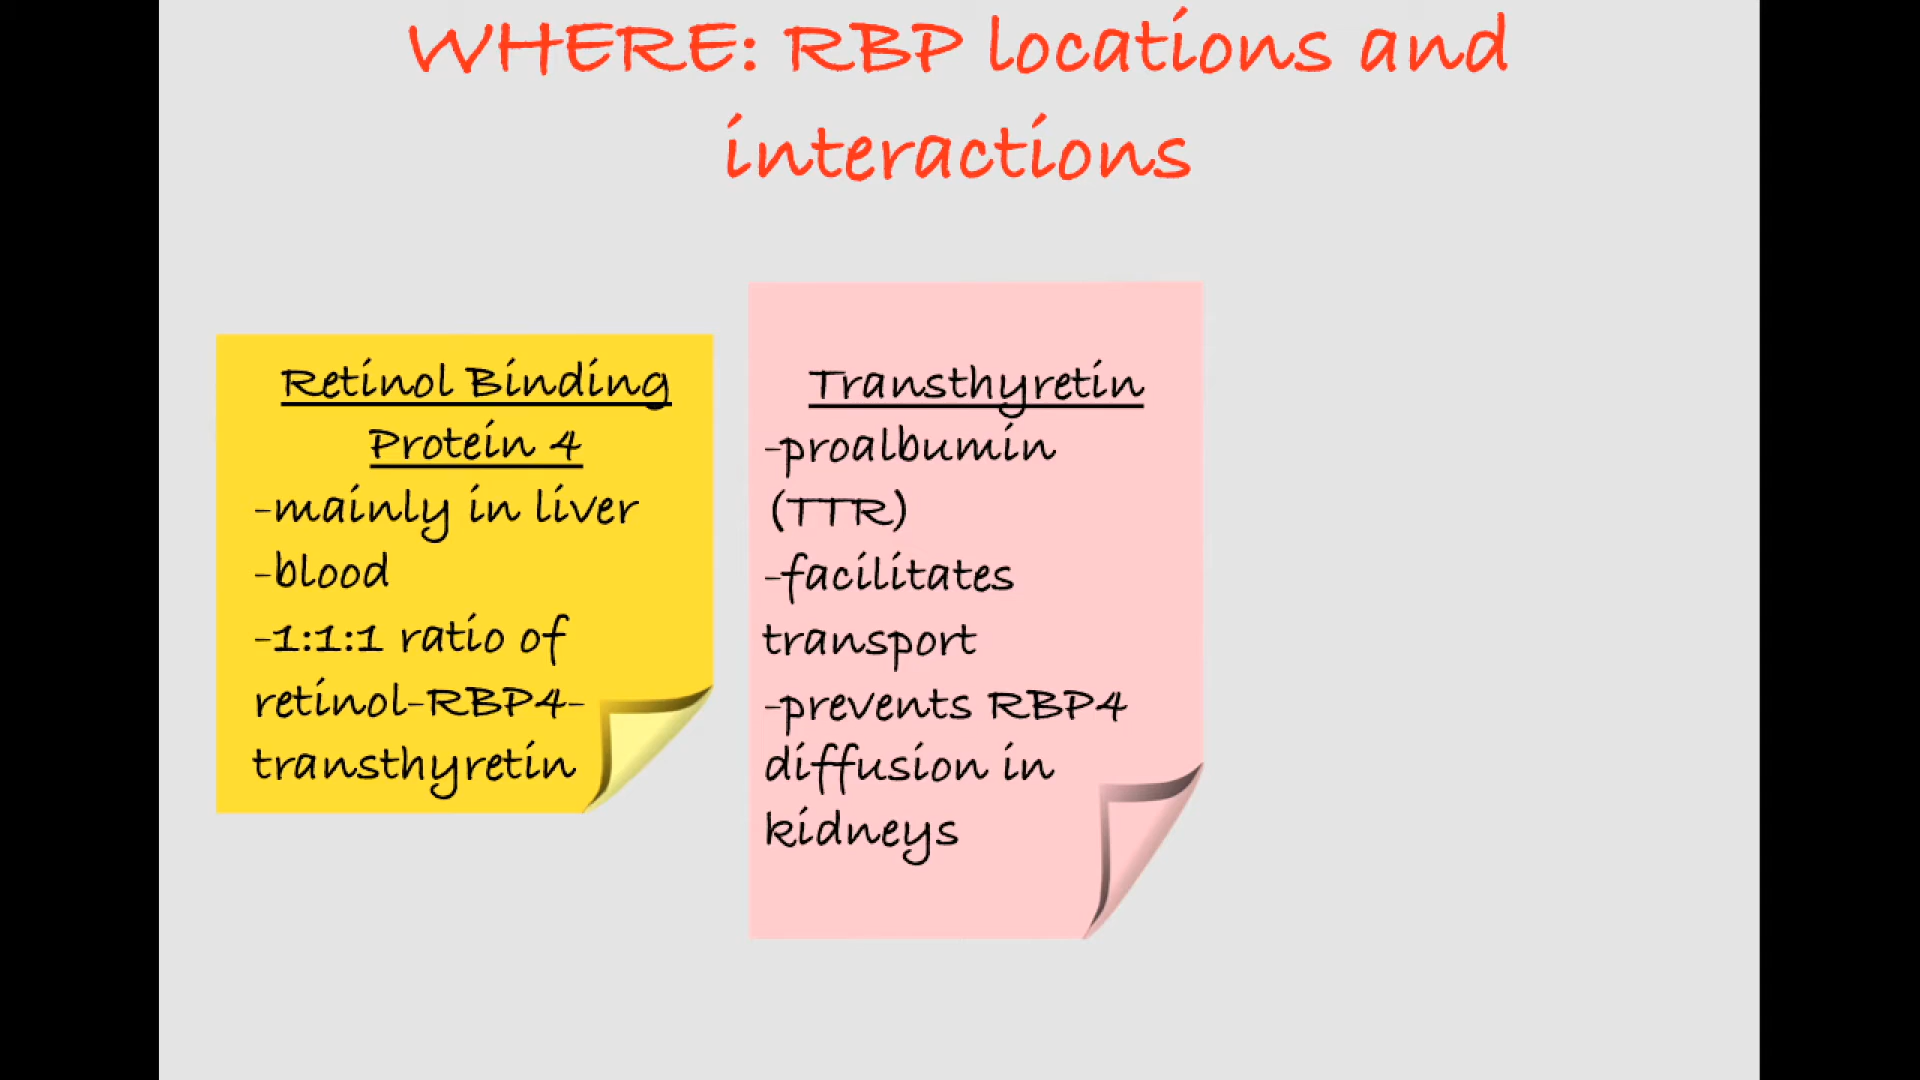 WHERE: RBP locations and
interactions
Retinol Binding
Protein 4
-mainly in liver
-blood
-1:1:1 ratio of
retinol-RBP4-
transthyretin
Transthyretin
-proalbumin
(TTR)
-facilitates
transport
-prevents RBP4
diffusion in
kidneys